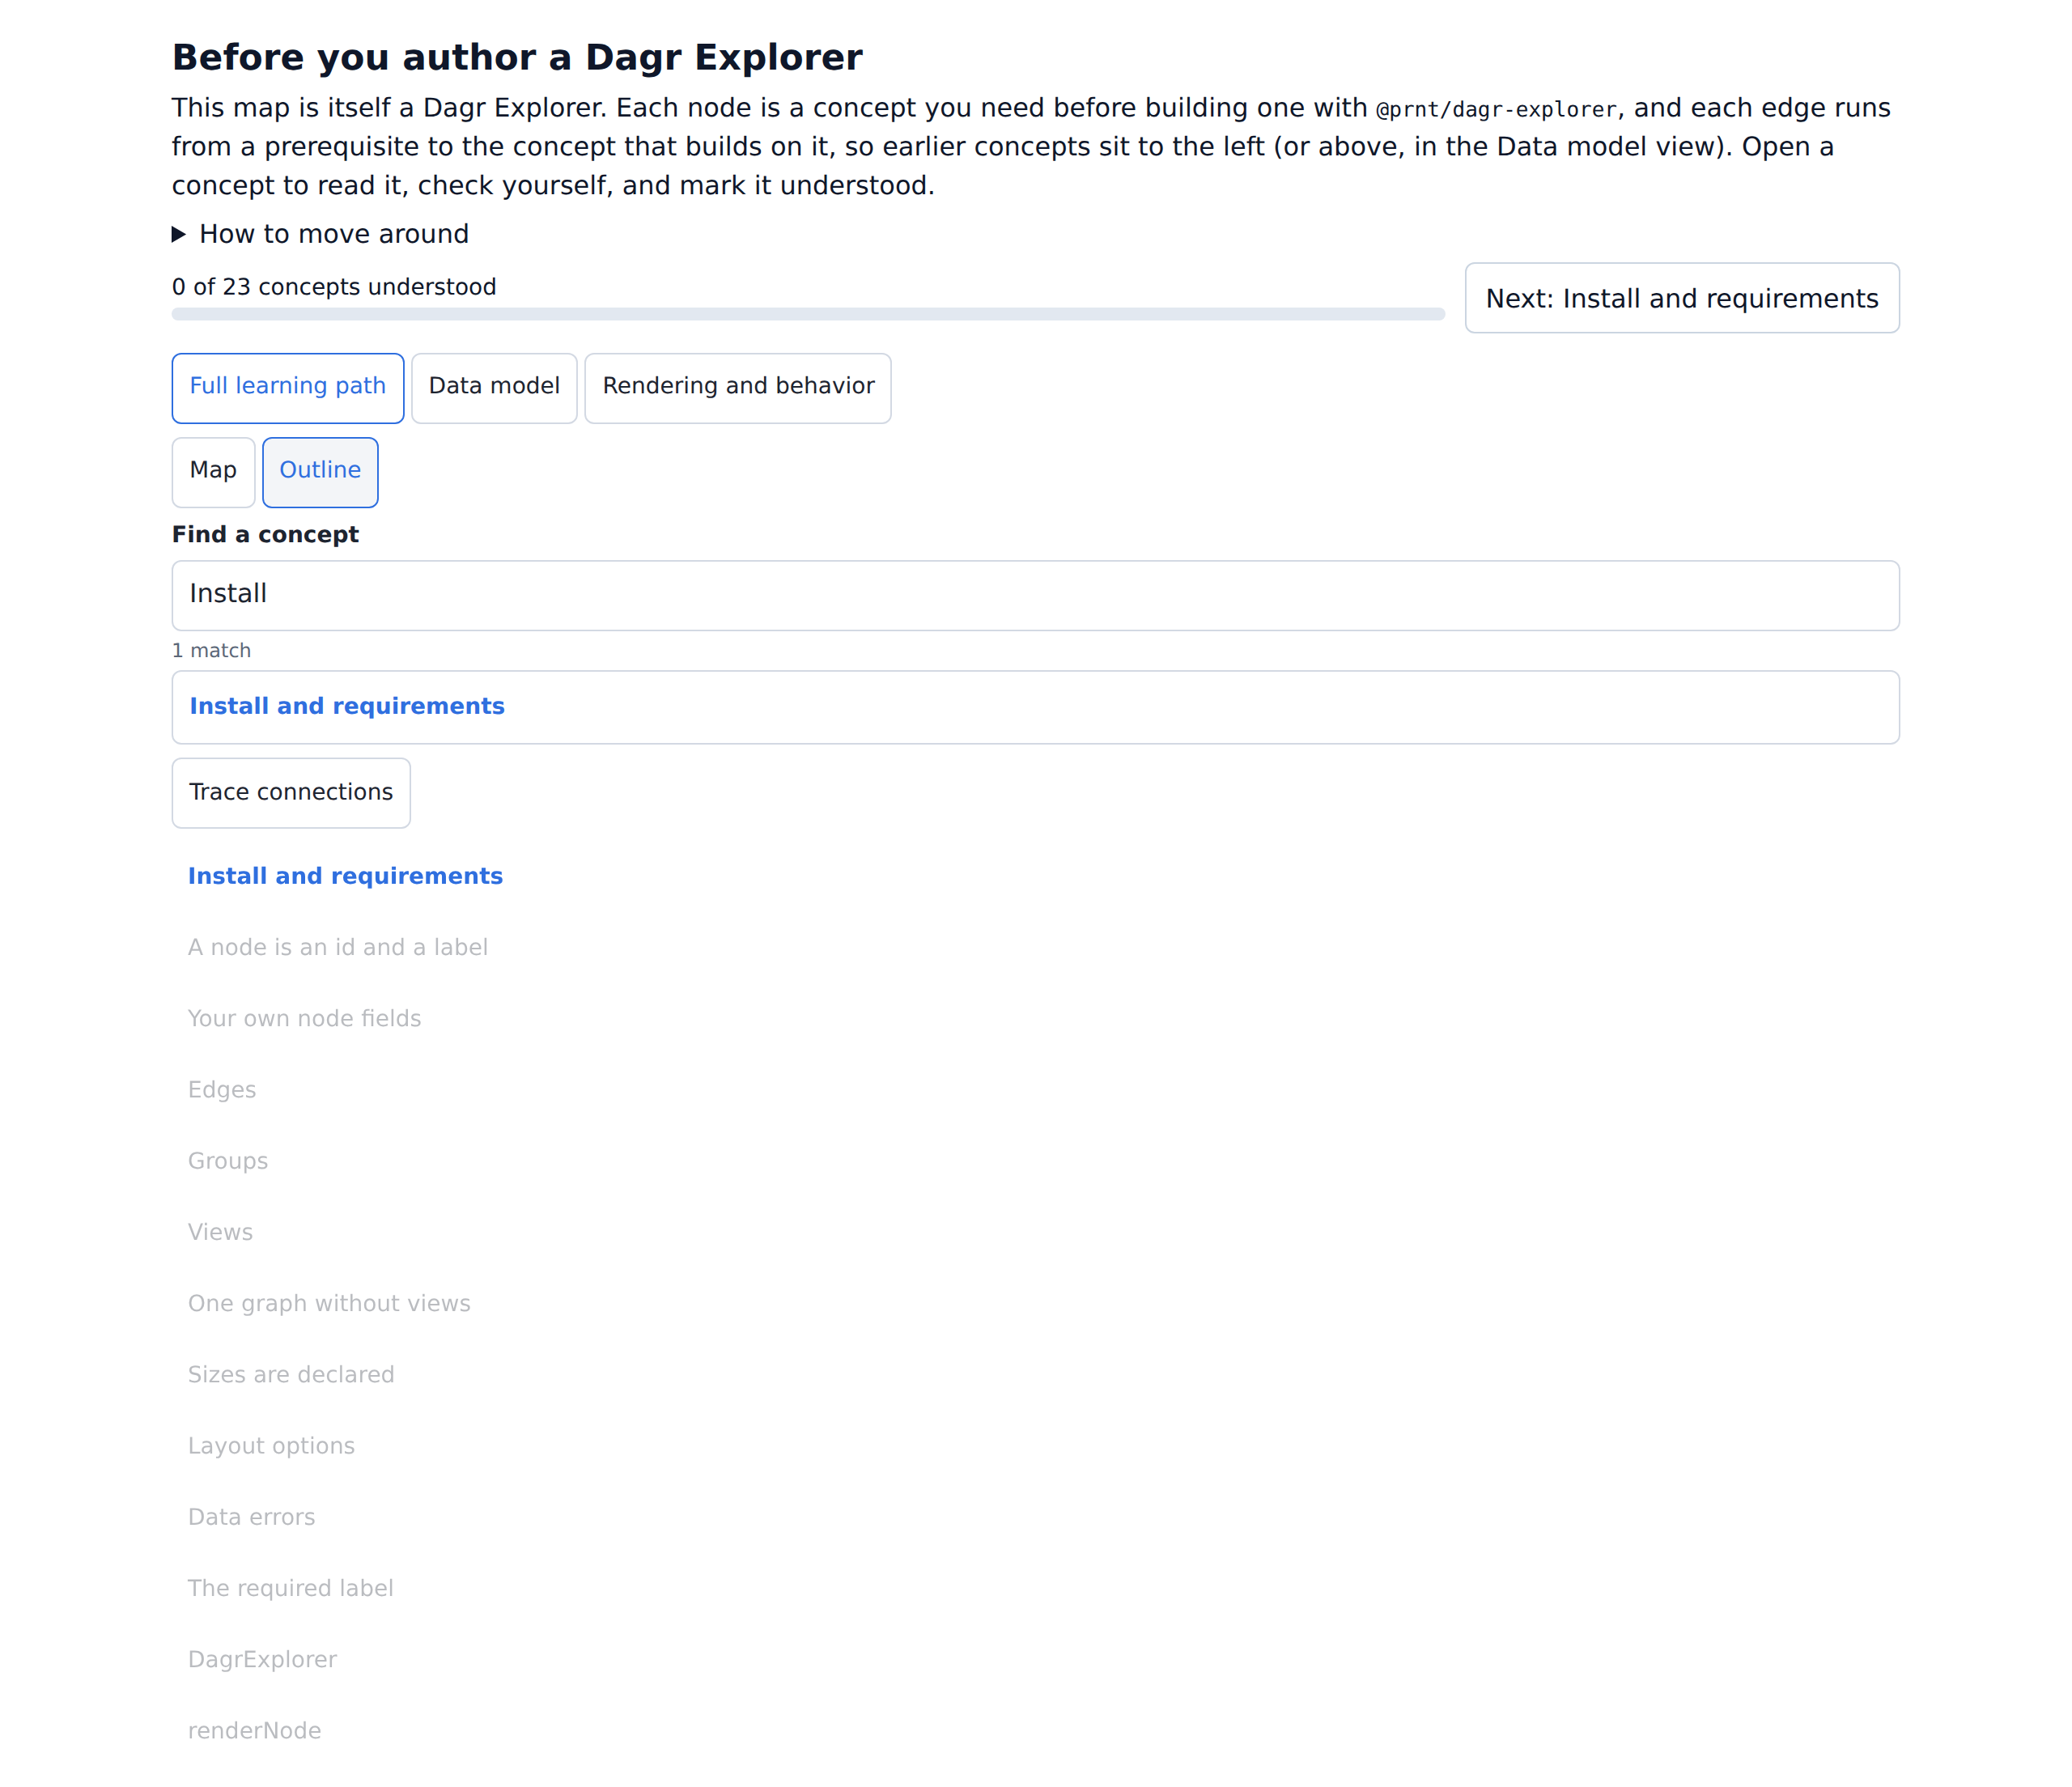 Before you author a Dagr Explorer
This map is itself a Dagr Explorer. Each node is a concept you need before building one with @prnt/dagr-explorer, and each edge runs
from a prerequisite to the concept that builds on it, so earlier concepts sit to the left (or above, in the Data model view). Open a
concept to read it, check yourself, and mark it understood.
How to move around
0 of 23 concepts understood
Next: Install and requirements
Full learning path Data model Rendering and behavior
Map Outline
Find a concept
Install
1 match
Install and requirements
Trace connections
Install and requirements
A node is an id and a label
Your own node fields
Edges
Groups
Views
One graph without views
Sizes are declared
Layout options
Data errors
The required label
DagrExplorer
renderNode